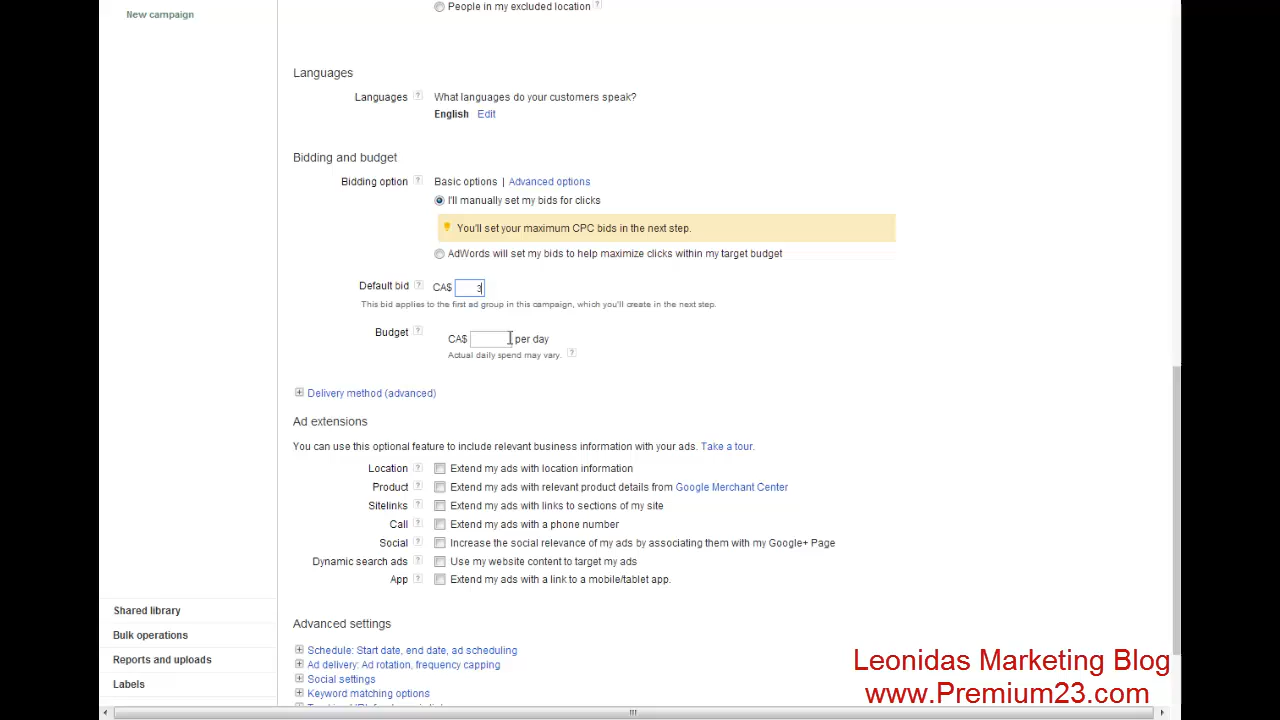 New campaign
People in my excluded location ?
Languages
Languages ? What languages do your customers speak?
English Edit
Bidding and budget
Bidding option ? Basic options | Advanced options
I'll manually set my bids for clicks
You'll set your maximum CPC bids in the next step.
AdWords will set my bids to help maximize clicks within my target budget
Default bid ? CA$ 3
This bid applies to the first ad group in this campaign, which you'll create in the next step.
Budget ? CA$ per day
Actual daily spend may vary. ?
Delivery method (advanced)
Ad extensions
You can use this optional feature to include relevant business information with your ads. Take a tour.
Location ? Extend my ads with location information
Product ? Extend my ads with relevant product details from Google Merchant Center
Sitelinks ? Extend my ads with links to sections of my site
Call ? Extend my ads with a phone number
Social ? Increase the social relevance of my ads by associating them with my Google+ Page
Dynamic search ads ? Use my website content to target my ads
App ? Extend my ads with a link to a mobile/tablet app.
Shared library
Bulk operations
Reports and uploads
Labels
Advanced settings
Schedule: Start date, end date, ad scheduling
Ad delivery: Ad rotation, frequency capping
Social settings
Keyword matching options
Leonidas Marketing Blog
www.Premium23.com